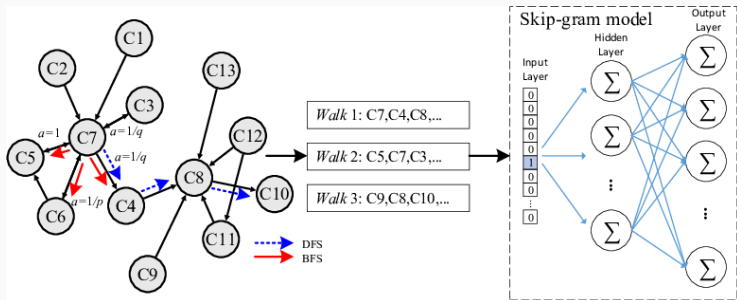 Skip-gram model
Output
Layer
Hidden
Layer
Input
Layer
C1
C2
C13
C3
C7
a=1
a=1/q
C12
C5
a=1/q
C8
C10
C6
a=1/p
C4
C11
C9
DFS
BFS
Walk 1: C7,C4,C8,...
Walk 2: C5,C7,C3,...
Walk 3: C9,C8,C10,...
0
0
0
0
0
1
0
0
⋮
0
∑
∑
⋮
∑
∑
∑
∑
⋮
∑